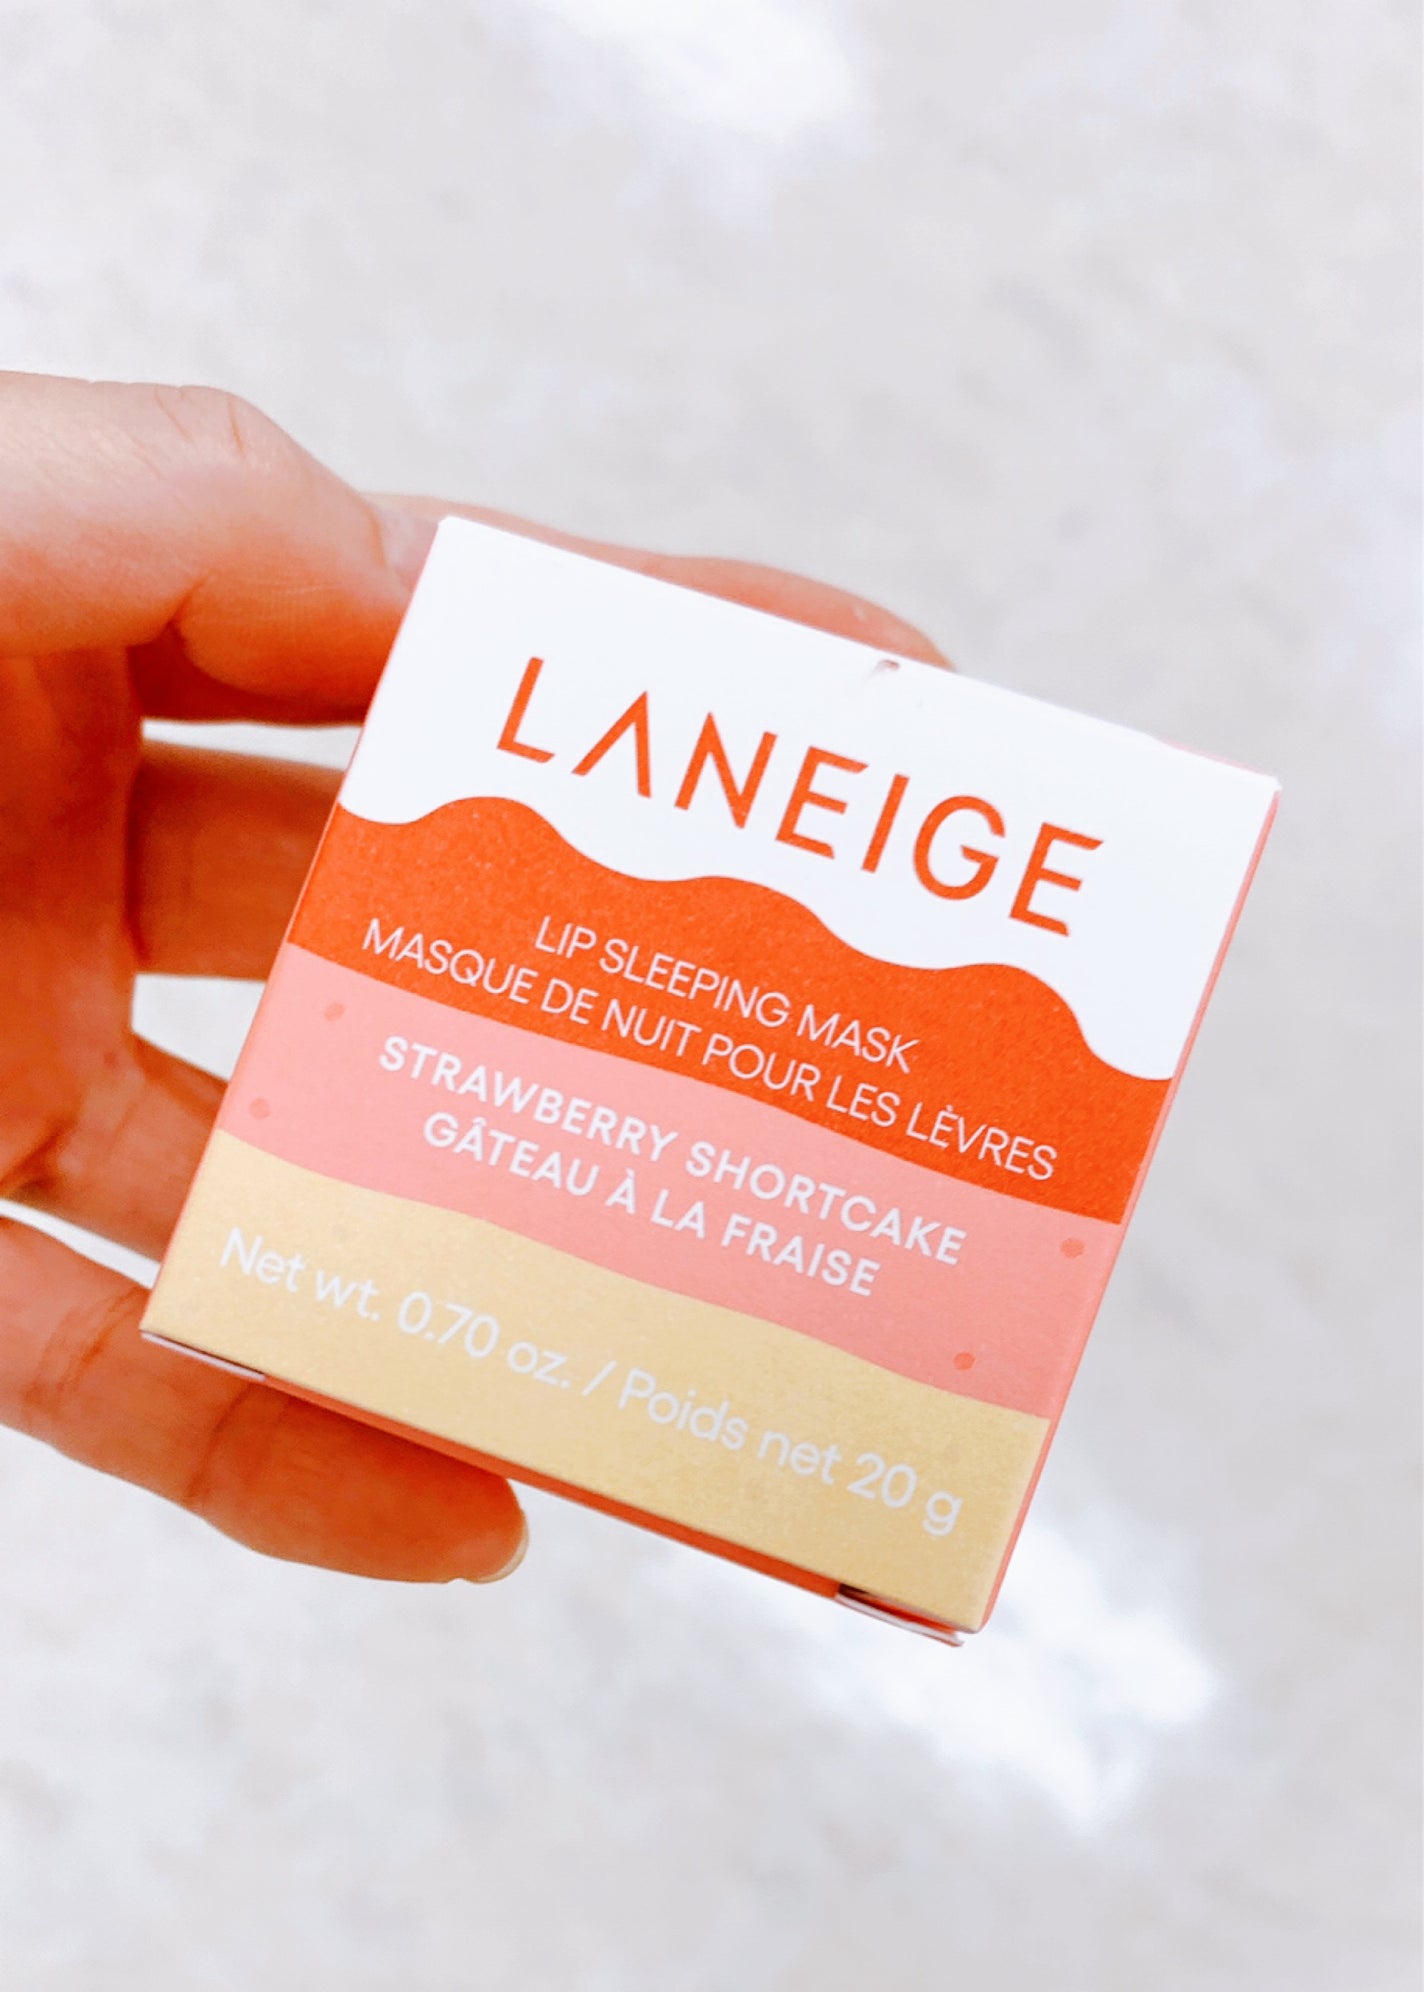 LANEIGE
LIP SLEEPING MASK
MASQUE DE NUIT POUR LES LÈVRES
STRAWBERRY SHORTCAKE
GÂTEAU À LA FRAISE
Net wt. 0.70 oz. / Poids net 20 g